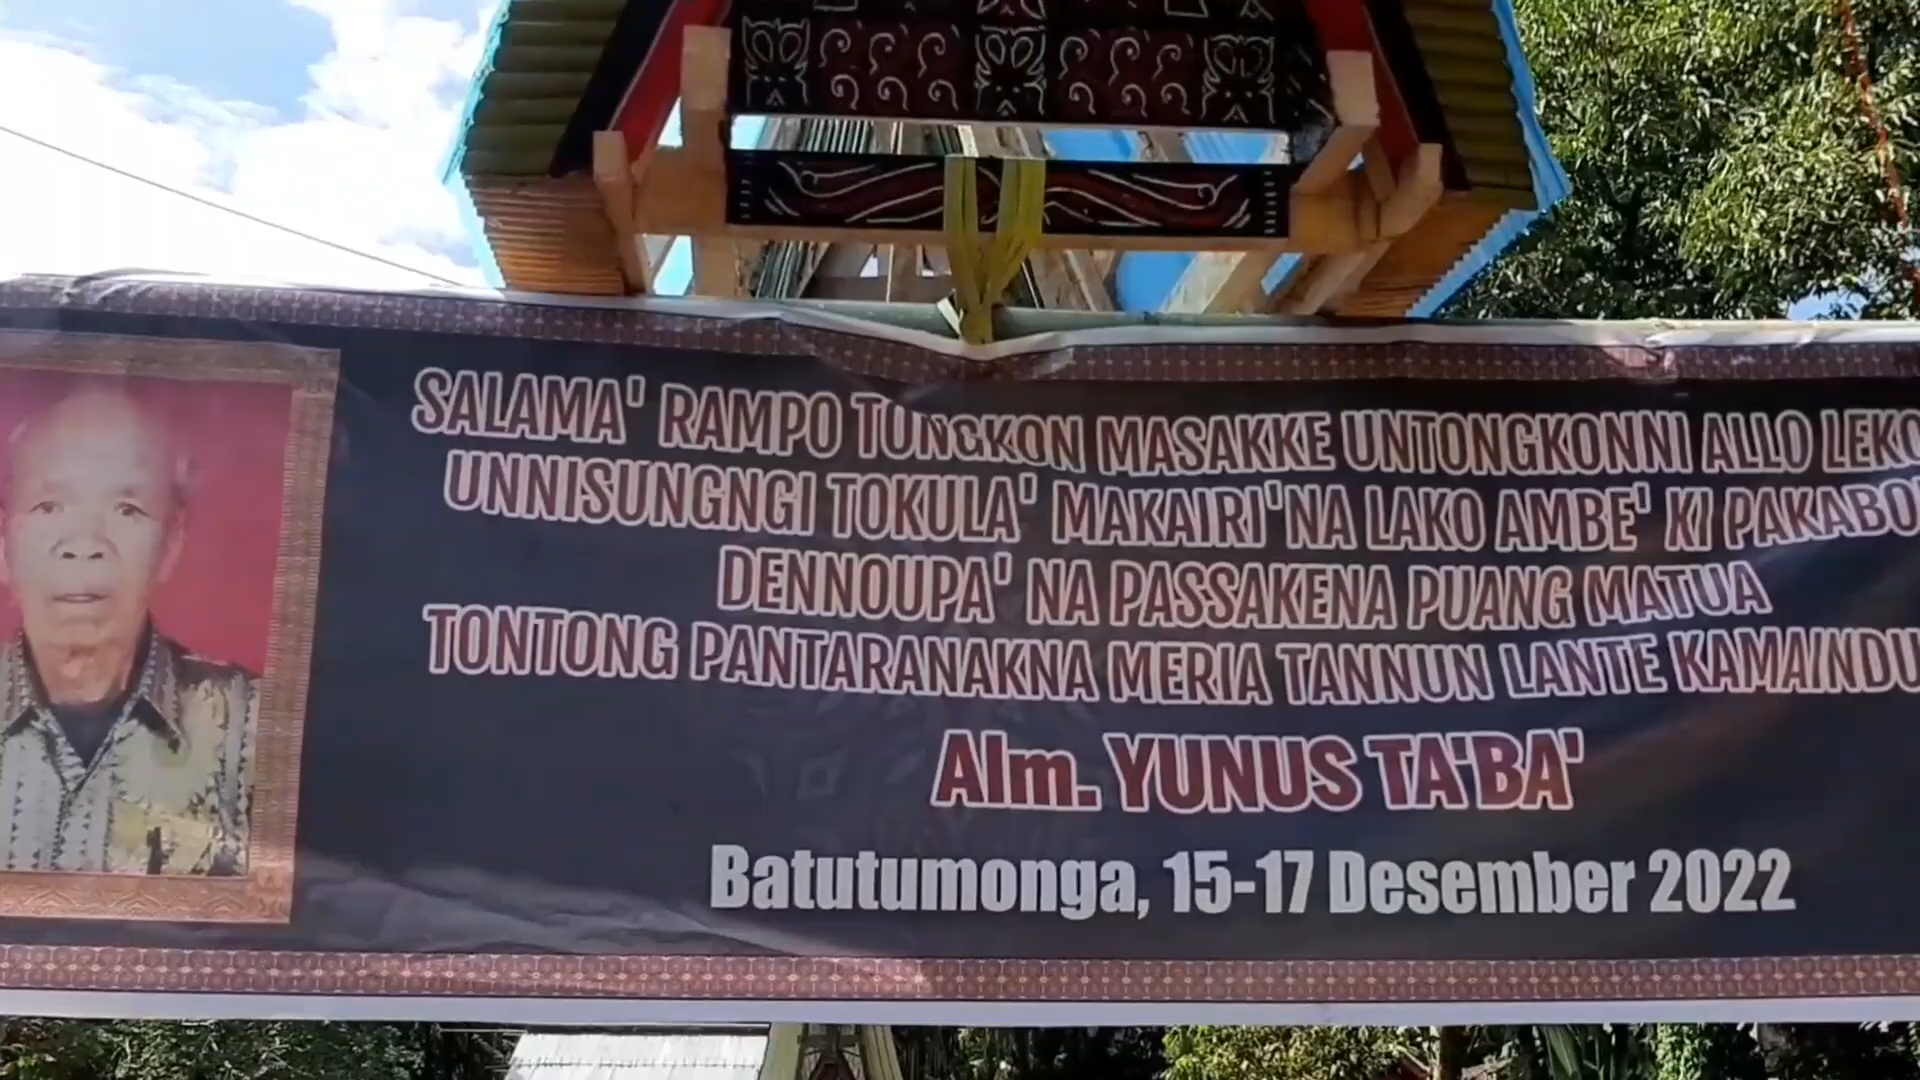 SALAMA' RAMPO TONGKON MASAKKE UNTONGKONNI ALLO
UNNISUNGNGI TOKULA' MAKAIRI'NA LAKO AMBE' KI
DENNOUPA' NA PASSAKENA PUANG MATUA
TONTONG PANTARANAKNA MERIA TANNUN LANTE
Alm. YUNUS TA'BA'
Batutumonga, 15-17 Desember 2022